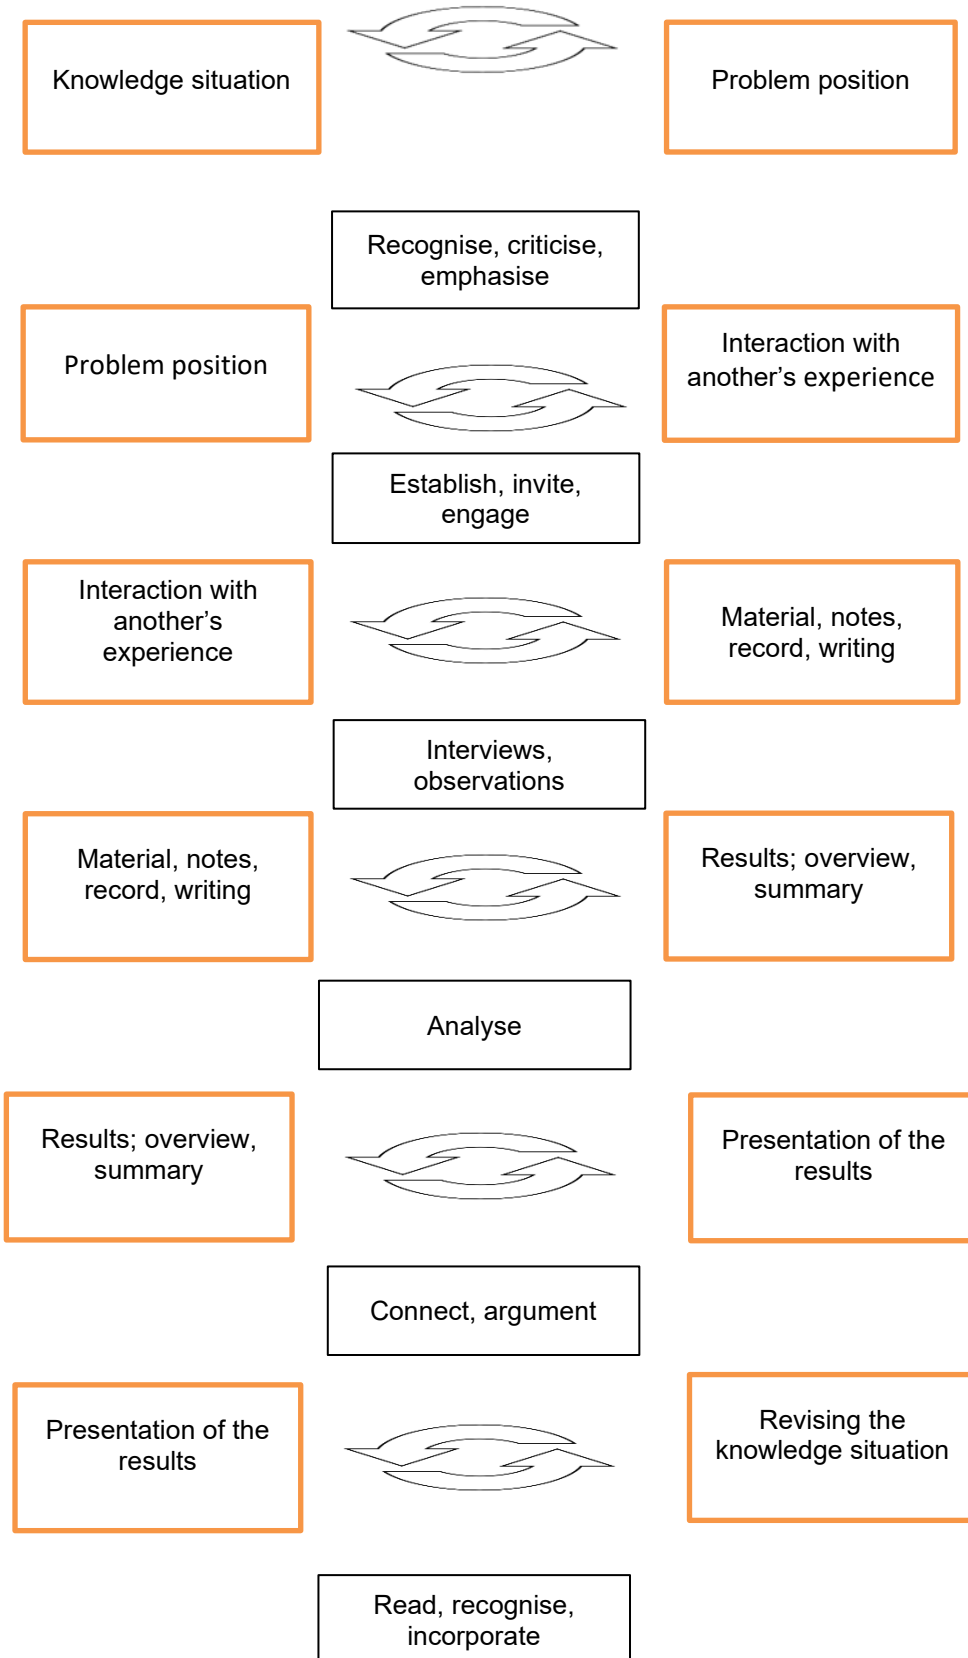 Knowledge situation
Problem position
Recognise, criticise,
emphasise
Problem position
Interaction with
another’s experience
Establish, invite,
engage
Interaction with
another’s
experience
Material, notes,
record, writing
Interviews,
observations
Material, notes,
record, writing
Results; overview,
summary
Analyse
Results; overview,
summary
Presentation of the
results
Connect, argument
Presentation of the
results
Revising the
knowledge situation
Read, recognise,
incorporate